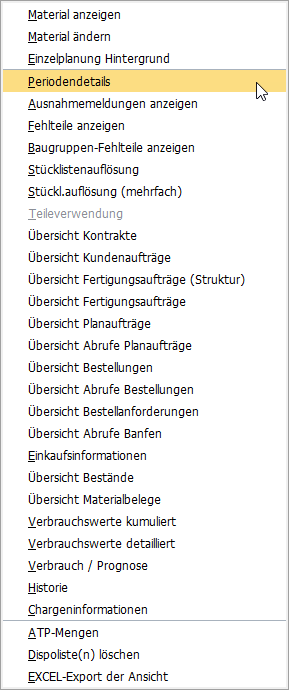 Material anzeigen
Material ändern
Einzelplanung Hintergrund
Periodendetails
Ausnahmemeldungen anzeigen
Fehlteile anzeigen
Baugruppen-Fehlteile anzeigen
Stücklistenauflösung
Stückl.auflösung (mehrfach)
Teileverwendung
Übersicht Kontrakte
Übersicht Kundenaufträge
Übersicht Fertigungsaufträge (Struktur)
Übersicht Fertigungsaufträge
Übersicht Planaufträge
Übersicht Abrufe Planaufträge
Übersicht Bestellungen
Übersicht Abrufe Bestellungen
Übersicht Bestellanforderungen
Übersicht Abrufe Banfen
Einkaufsinformationen
Übersicht Bestände
Übersicht Materialbelege
Verbrauchswerte kumuliert
Verbrauchswerte detailliert
Verbrauch / Prognose
Historie
Chargeninformationen
ATP-Mengen
Dispoliste(n) löschen
EXCEL-Export der Ansicht